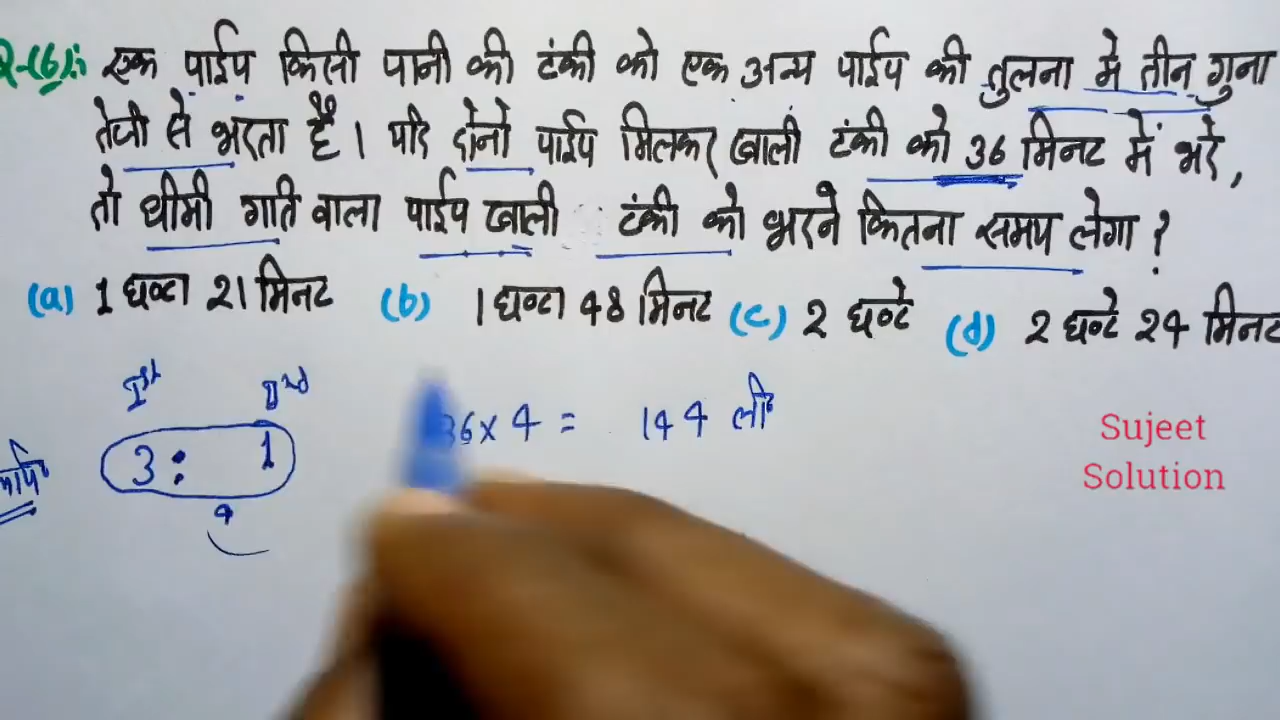 Q-(6):- एक पाईप किसी पानी की टंकी को एक अन्य पाईप की तुलना मे तीन गुना
तेजी से भरता है। यदि दोनो पाईप मिलकर खाली टंकी को 36 मिनट में भरे,
तो धीमी गति वाला पाईप खाली टंकी को भरने कितना समय लेगा?
(a) 1 घण्टा 21 मिनट (b) 1 घण्टा 48 मिनट (c) 2 घण्टे (d) 2 घण्टे 24 मिनट
Ist IInd
36 x 4 = 144 ली०
3 : 1
4
Sujeet
Solution